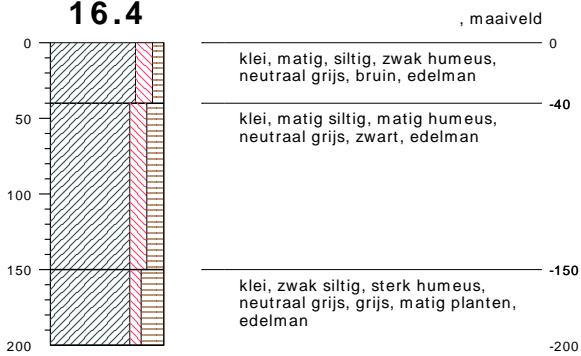 16.4
, maaiveld
0
0
klei, matig, siltig, zwak humeus,
neutraal grijs, bruin, edelman
-40
klei, matig siltig, matig humeus,
neutraal grijs, zwart, edelman
50
100
150
-150
klei, zwak siltig, sterk humeus,
neutraal grijs, grijs, matig planten,
edelman
200
-200